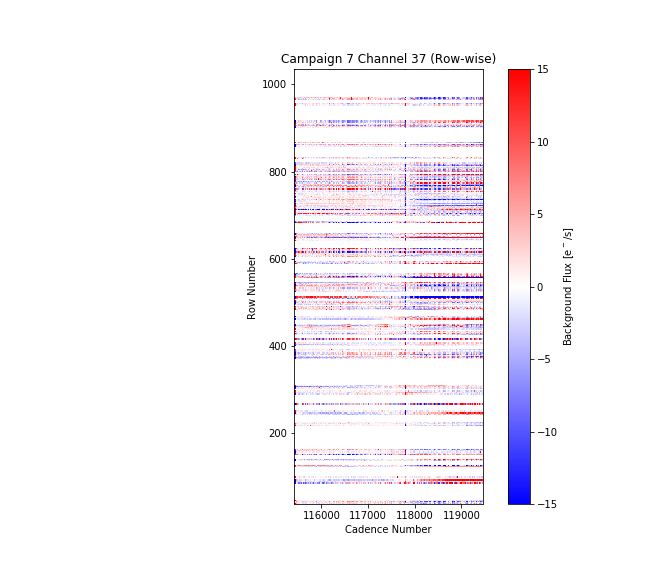 Campaign 7 Channel 37 (Row-wise)
1000
800
600
400
200
Row Number
116000 117000 118000 119000
Cadence Number
15
10
5
0
−5
−10
−15
Background Flux [e⁻/s]